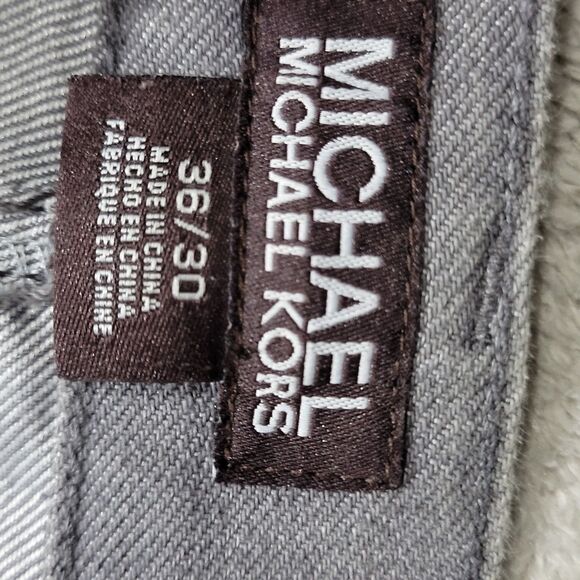 MICHAEL
MICHAEL KORS
36/30
MADE IN CHINA
HECHO EN CHINA
FABRIQUE EN CHINE